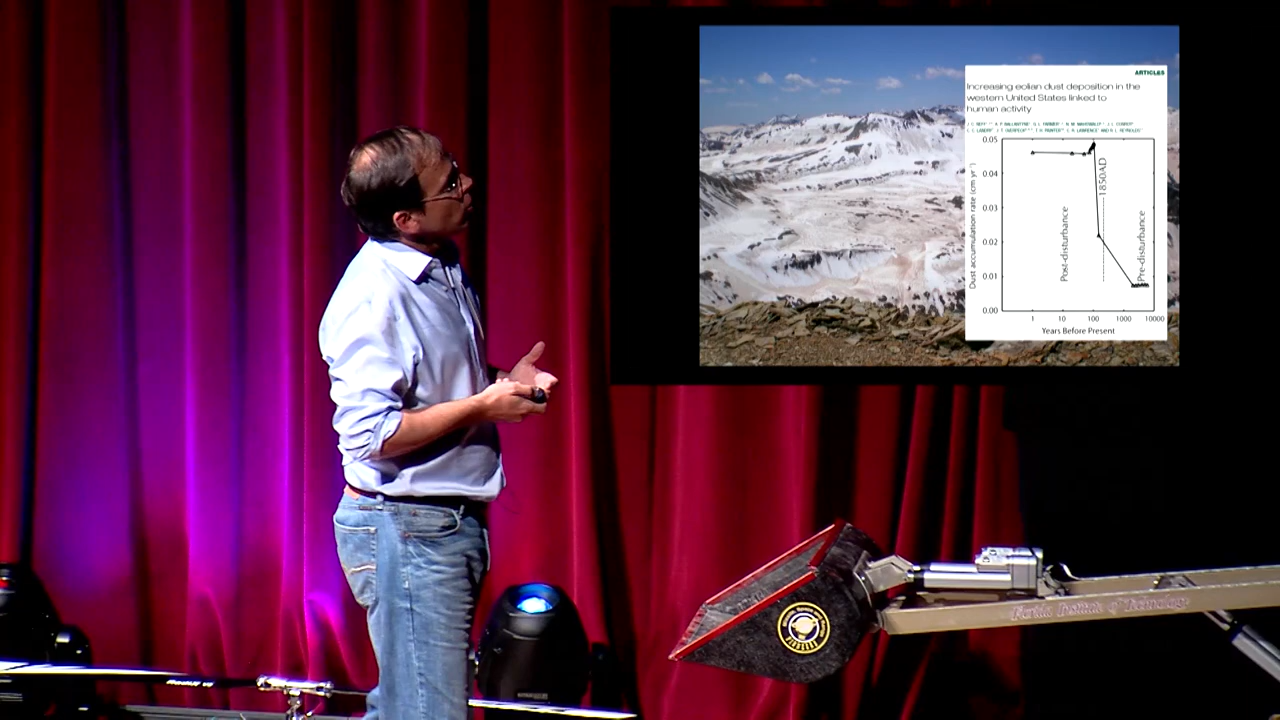 ARTICLES
Increasing eolian dust deposition in the
western United States linked to
human activity
0.05
0.04
0.03
0.02
0.01
0.00
Dust accumulation rate (cm yr⁻¹)
Post-disturbance
1850AD
Pre-disturbance
1
10
100
1000
10000
Years Before Present
Florida Institute of Technology